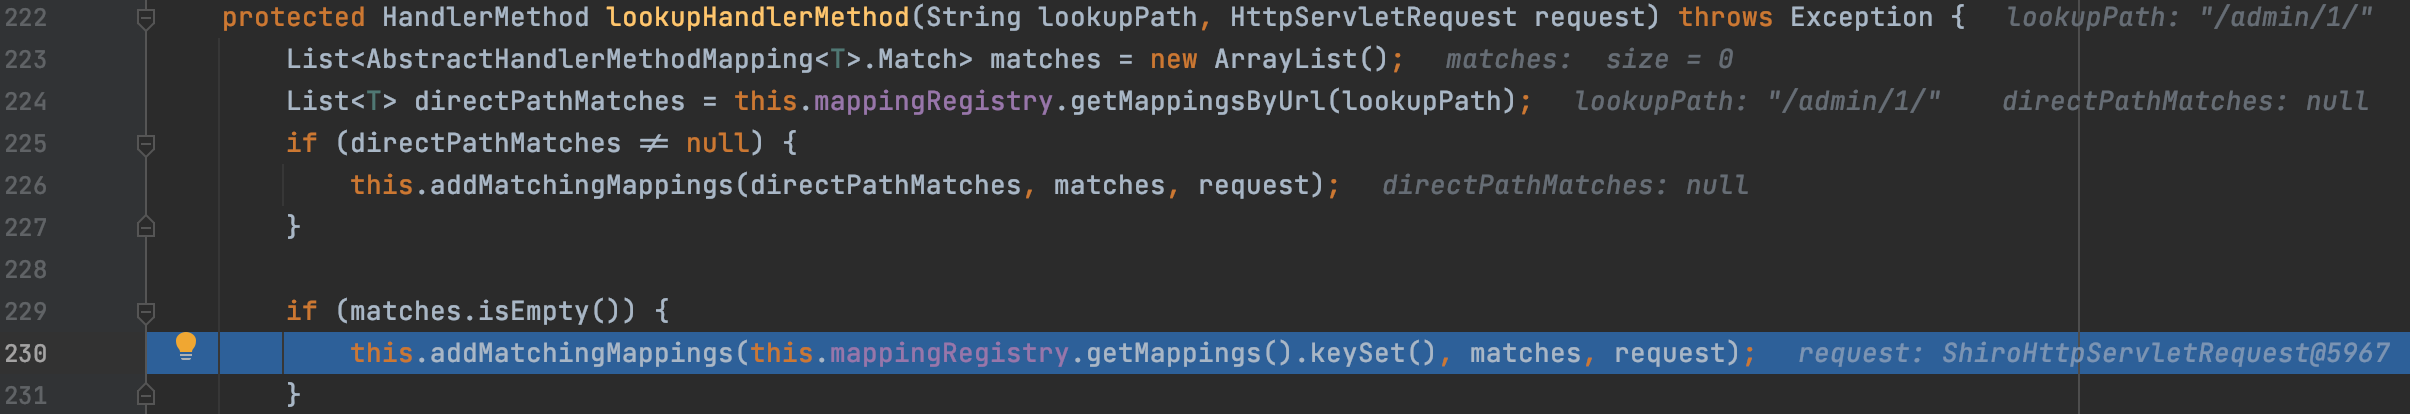 222 protected HandlerMethod lookupHandlerMethod(String lookupPath, HttpServletRequest request) throws Exception { lookupPath: "/admin/1/"
223 List<AbstractHandlerMethodMapping<T>.Match> matches = new ArrayList(); matches: size = 0
224 List<T> directPathMatches = this.mappingRegistry.getMappingsByUrl(lookupPath); lookupPath: "/admin/1/" directPathMatches: null
225 if (directPathMatches ≠ null) {
226 this.addMatchingMappings(directPathMatches, matches, request); directPathMatches: null
227 }
228
229 if (matches.isEmpty()) {
230 this.addMatchingMappings(this.mappingRegistry.getMappings().keySet(), matches, request); request: ShiroHttpServletRequest@5967
231 }